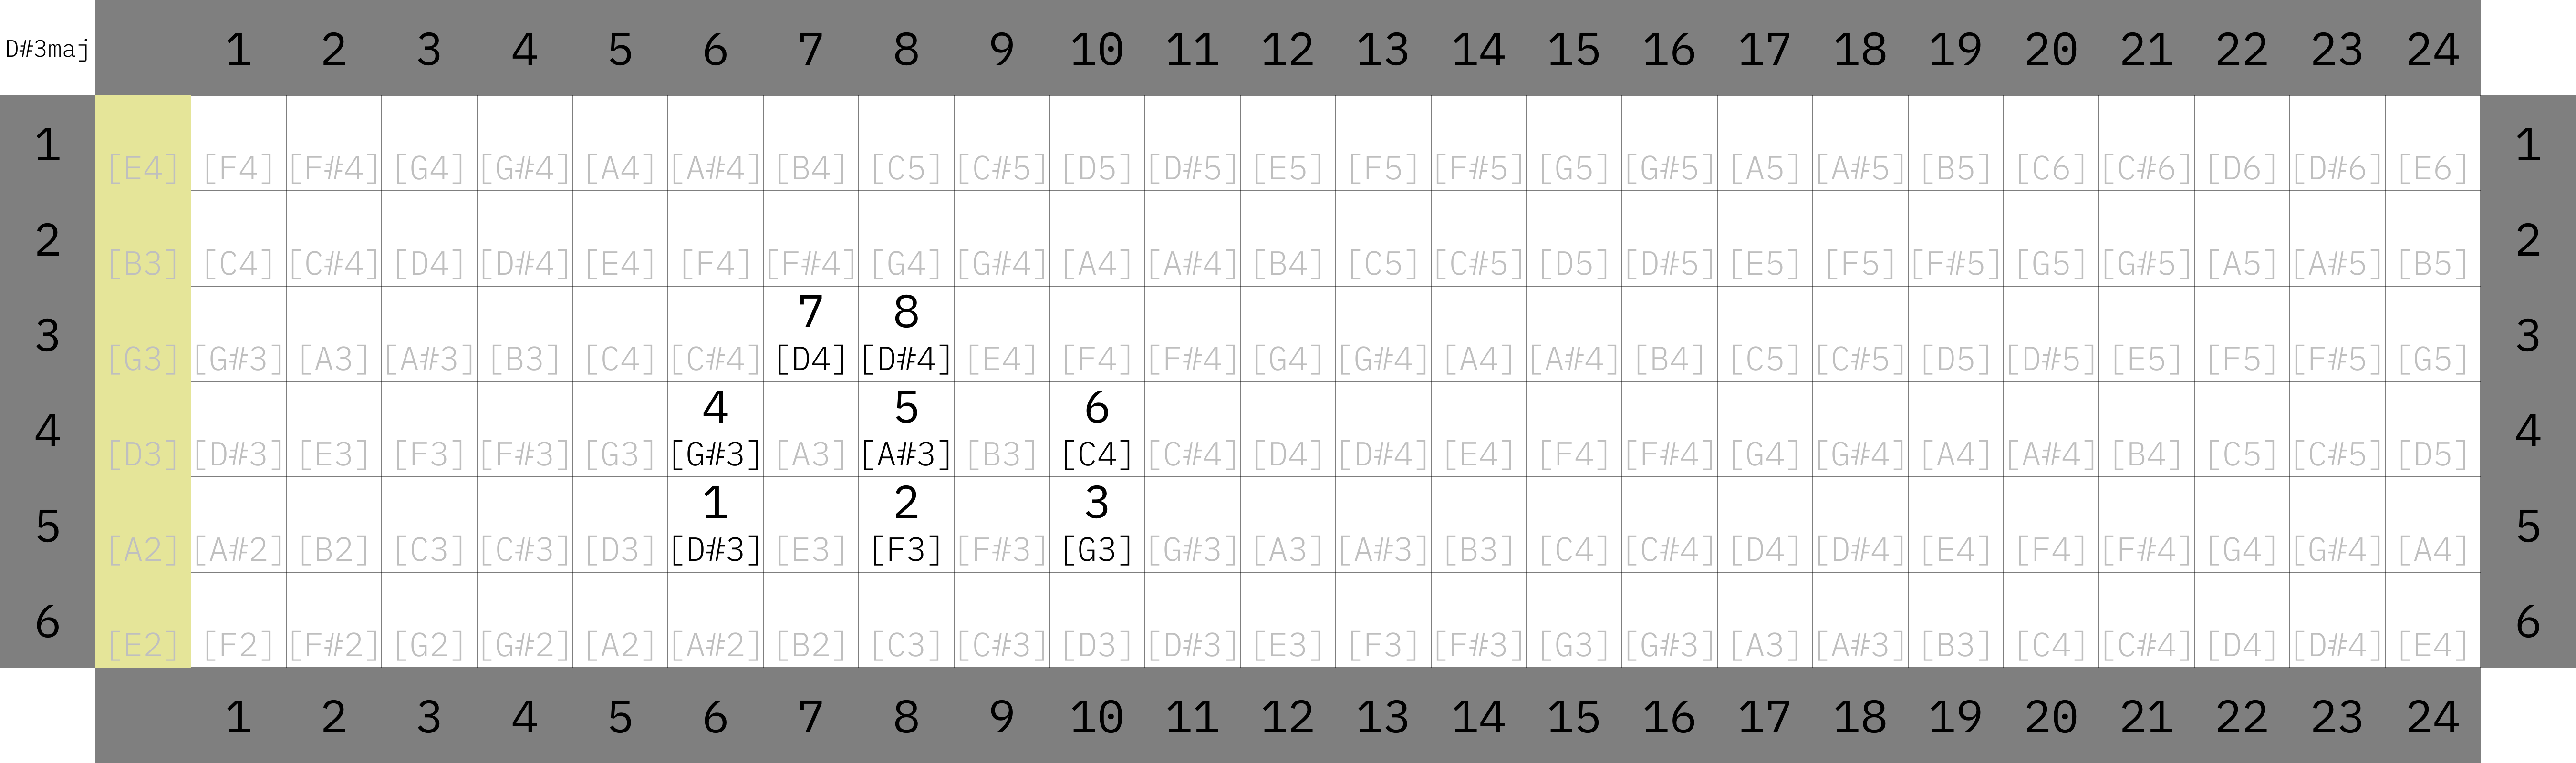 D#3maj 1 2 3 4 5 6 7 8 9 10 11 12 13 14 15 16 17 18 19 20 21 22 23 24
1 [E4] [F4] [F#4] [G4] [G#4] [A4] [A#4] [B4] [C5] [C#5] [D5] [D#5] [E5] [F5] [F#5] [G5] [G#5] [A5] [A#5] [B5] [C6] [C#6] [D6] [D#6] [E6] 1
2 [B3] [C4] [C#4] [D4] [D#4] [E4] [F4] [F#4] [G4] [G#4] [A4] [A#4] [B4] [C5] [C#5] [D5] [D#5] [E5] [F5] [F#5] [G5] [G#5] [A5] [A#5] [B5] 2
7 8
3 [G3] [G#3] [A3] [A#3] [B3] [C4] [C#4] [D4] [D#4] [E4] [F4] [F#4] [G4] [G#4] [A4] [A#4] [B4] [C5] [C#5] [D5] [D#5] [E5] [F5] [F#5] [G5] 3
4 5 6
4 [D3] [D#3] [E3] [F3] [F#3] [G3] [G#3] [A3] [A#3] [B3] [C4] [C#4] [D4] [D#4] [E4] [F4] [F#4] [G4] [G#4] [A4] [A#4] [B4] [C5] [C#5] [D5] 4
1 2 3
5 [A2] [A#2] [B2] [C3] [C#3] [D3] [D#3] [E3] [F3] [F#3] [G3] [G#3] [A3] [A#3] [B3] [C4] [C#4] [D4] [D#4] [E4] [F4] [F#4] [G4] [G#4] [A4] 5
6 [E2] [F2] [F#2] [G2] [G#2] [A2] [A#2] [B2] [C3] [C#3] [D3] [D#3] [E3] [F3] [F#3] [G3] [G#3] [A3] [A#3] [B3] [C4] [C#4] [D4] [D#4] [E4] 6
1 2 3 4 5 6 7 8 9 10 11 12 13 14 15 16 17 18 19 20 21 22 23 24